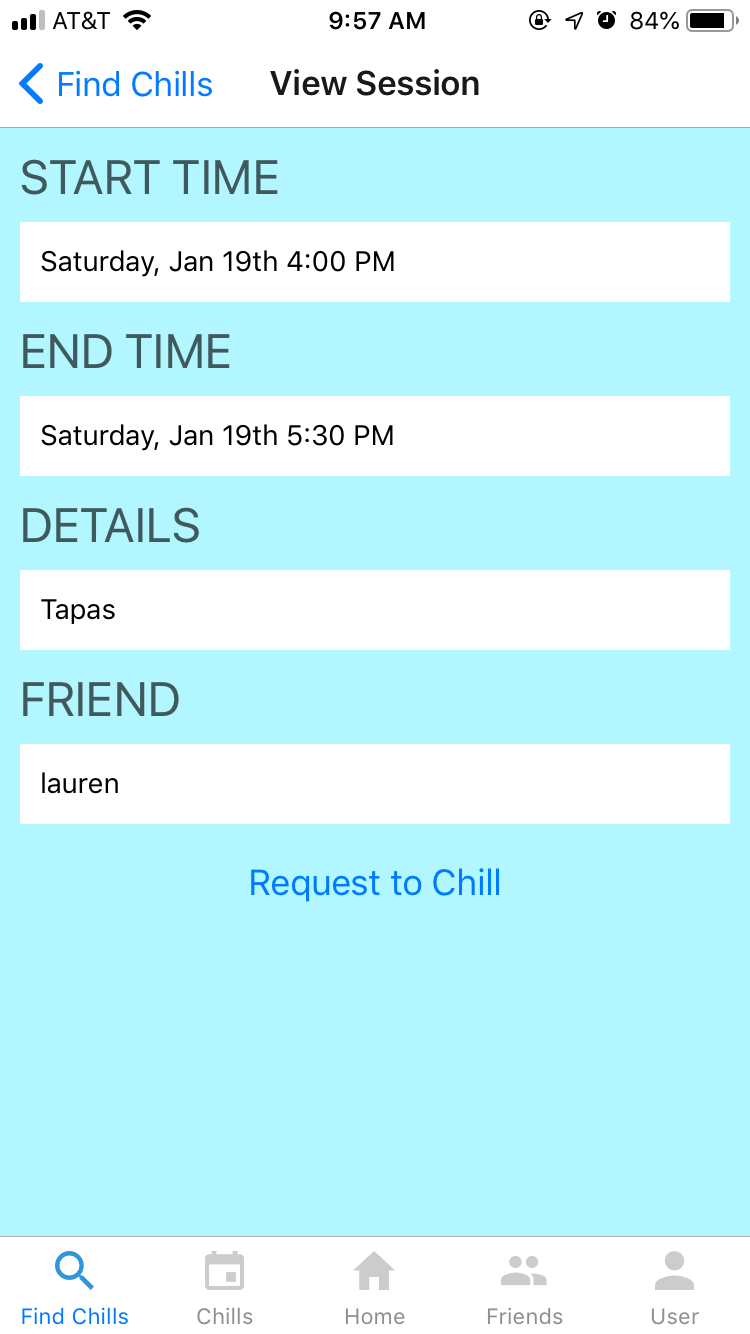 AT&T 9:57 AM 84%
Find Chills View Session
START TIME
Saturday, Jan 19th 4:00 PM
END TIME
Saturday, Jan 19th 5:30 PM
DETAILS
Tapas
FRIEND
lauren
Request to Chill
Find Chills Chills Home Friends User